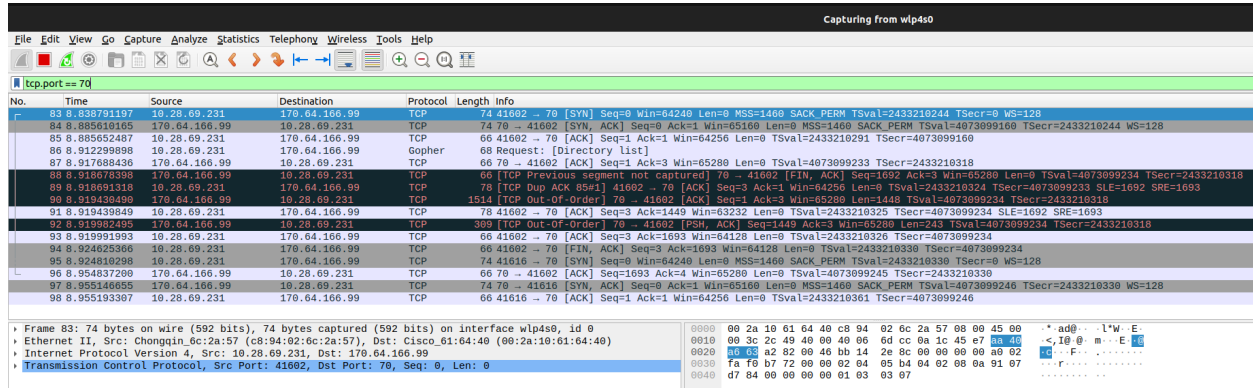 Capturing from wlp4s0
File Edit View Go Capture Analyze Statistics Telephony Wireless Tools Help
tcp.port == 70
No. Time Source Destination Protocol Length Info
83 8.838791197 10.28.69.231 170.64.166.99 TCP 74 41602 → 70 [SYN] Seq=0 Win=64240 Len=0 MSS=1460 SACK_PERM TSval=2433210244 TSecr=0 WS=128
84 8.885610165 170.64.166.99 10.28.69.231 TCP 74 70 → 41602 [SYN, ACK] Seq=0 Ack=1 Win=65160 Len=0 MSS=1460 SACK_PERM TSval=4073099160 TSecr=2433210244 WS=128
85 8.885652487 10.28.69.231 170.64.166.99 TCP 66 41602 → 70 [ACK] Seq=1 Ack=1 Win=64256 Len=0 TSval=2433210291 TSecr=4073099160
86 8.912299898 10.28.69.231 170.64.166.99 Gopher 68 Request: [Directory list]
87 8.917688436 170.64.166.99 10.28.69.231 TCP 66 70 → 41602 [ACK] Seq=1 Ack=3 Win=65280 Len=0 TSval=4073099233 TSecr=2433210318
88 8.918678398 170.64.166.99 10.28.69.231 TCP 66 [TCP Previous segment not captured] 70 → 41602 [FIN, ACK] Seq=1692 Ack=3 Win=65280 Len=0 TSval=4073099234 TSecr=2433210318
89 8.918691318 10.28.69.231 170.64.166.99 TCP 78 [TCP Dup ACK 85#1] 41602 → 70 [ACK] Seq=3 Ack=1 Win=64256 Len=0 TSval=2433210324 TSecr=4073099233 SLE=1692 SRE=1693
90 8.919430490 170.64.166.99 10.28.69.231 TCP 1514 [TCP Out-Of-Order] 70 → 41602 [ACK] Seq=1 Ack=3 Win=65280 Len=1448 TSval=4073099234 TSecr=2433210318
91 8.919439849 10.28.69.231 170.64.166.99 TCP 78 41602 → 70 [ACK] Seq=3 Ack=1449 Win=63232 Len=0 TSval=2433210325 TSecr=4073099234 SLE=1692 SRE=1693
92 8.919982495 170.64.166.99 10.28.69.231 TCP 309 [TCP Out-Of-Order] 70 → 41602 [PSH, ACK] Seq=1449 Ack=3 Win=65280 Len=243 TSval=4073099234 TSecr=2433210318
93 8.919991993 10.28.69.231 170.64.166.99 TCP 66 41602 → 70 [ACK] Seq=3 Ack=1693 Win=64128 Len=0 TSval=2433210326 TSecr=4073099234
94 8.924625366 10.28.69.231 170.64.166.99 TCP 66 41602 → 70 [FIN, ACK] Seq=3 Ack=1693 Win=64128 Len=0 TSval=2433210330 TSecr=4073099234
95 8.924810298 10.28.69.231 170.64.166.99 TCP 74 41616 → 70 [SYN] Seq=0 Win=64240 Len=0 MSS=1460 SACK_PERM TSval=2433210330 TSecr=0 WS=128
96 8.954837200 170.64.166.99 10.28.69.231 TCP 66 70 → 41602 [ACK] Seq=1693 Ack=4 Win=65280 Len=0 TSval=4073099245 TSecr=2433210330
97 8.955146655 170.64.166.99 10.28.69.231 TCP 74 70 → 41616 [SYN, ACK] Seq=0 Ack=1 Win=65160 Len=0 MSS=1460 SACK_PERM TSval=4073099246 TSecr=2433210330 WS=128
98 8.955193307 10.28.69.231 170.64.166.99 TCP 66 41616 → 70 [ACK] Seq=1 Ack=1 Win=64256 Len=0 TSval=2433210361 TSecr=4073099246
Frame 83: 74 bytes on wire (592 bits), 74 bytes captured (592 bits) on interface wlp4s0, id 0
Ethernet II, Src: Chongqin_6c:2a:57 (c8:94:02:6c:2a:57), Dst: Cisco_61:64:40 (00:2a:10:61:64:40)
Internet Protocol Version 4, Src: 10.28.69.231, Dst: 170.64.166.99
Transmission Control Protocol, Src Port: 41602, Dst Port: 70, Seq: 0, Len: 0
0000 00 2a 10 61 64 40 c8 94 02 6c 2a 57 08 00 45 00 ·*·ad@·· ·l*W··E·
0010 00 3c 2c 49 40 00 40 06 6d cc 0a 1c 45 e7 aa 40 ·<,I@·@· m···E··@
0020 a6 63 a2 82 00 46 bb 14 2e 8c 00 00 00 00 a0 02 ·c···F·· .·······
0030 fa f0 b7 72 00 00 02 04 05 b4 04 02 08 0a 91 07 ···r···· ········
0040 d7 84 00 00 00 00 01 03 03 07 ········ ··